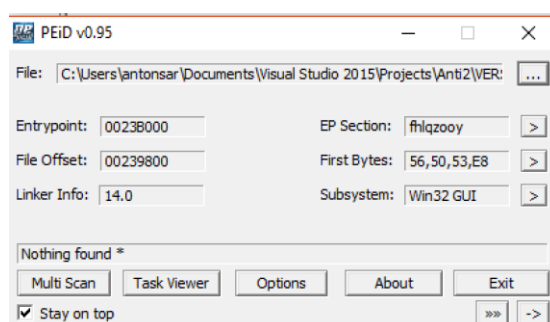 PEiD v0.95
File: C:\Users\antonsar\Documents\Visual Studio 2015\Projects\Anti2\VER: ...
Entrypoint: 0023B000 EP Section: fhlqzooy >
File Offset: 00239800 First Bytes: 56,50,53,E8 >
Linker Info: 14.0 Subsystem: Win32 GUI >
Nothing found *
Multi Scan Task Viewer Options About Exit
Stay on top »» ->